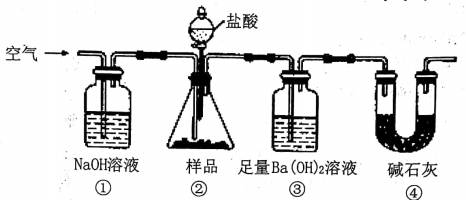 盐酸
空气
NaOH溶液 样品 足量Ba(OH)₂溶液 碱石灰
① ② ③ ④